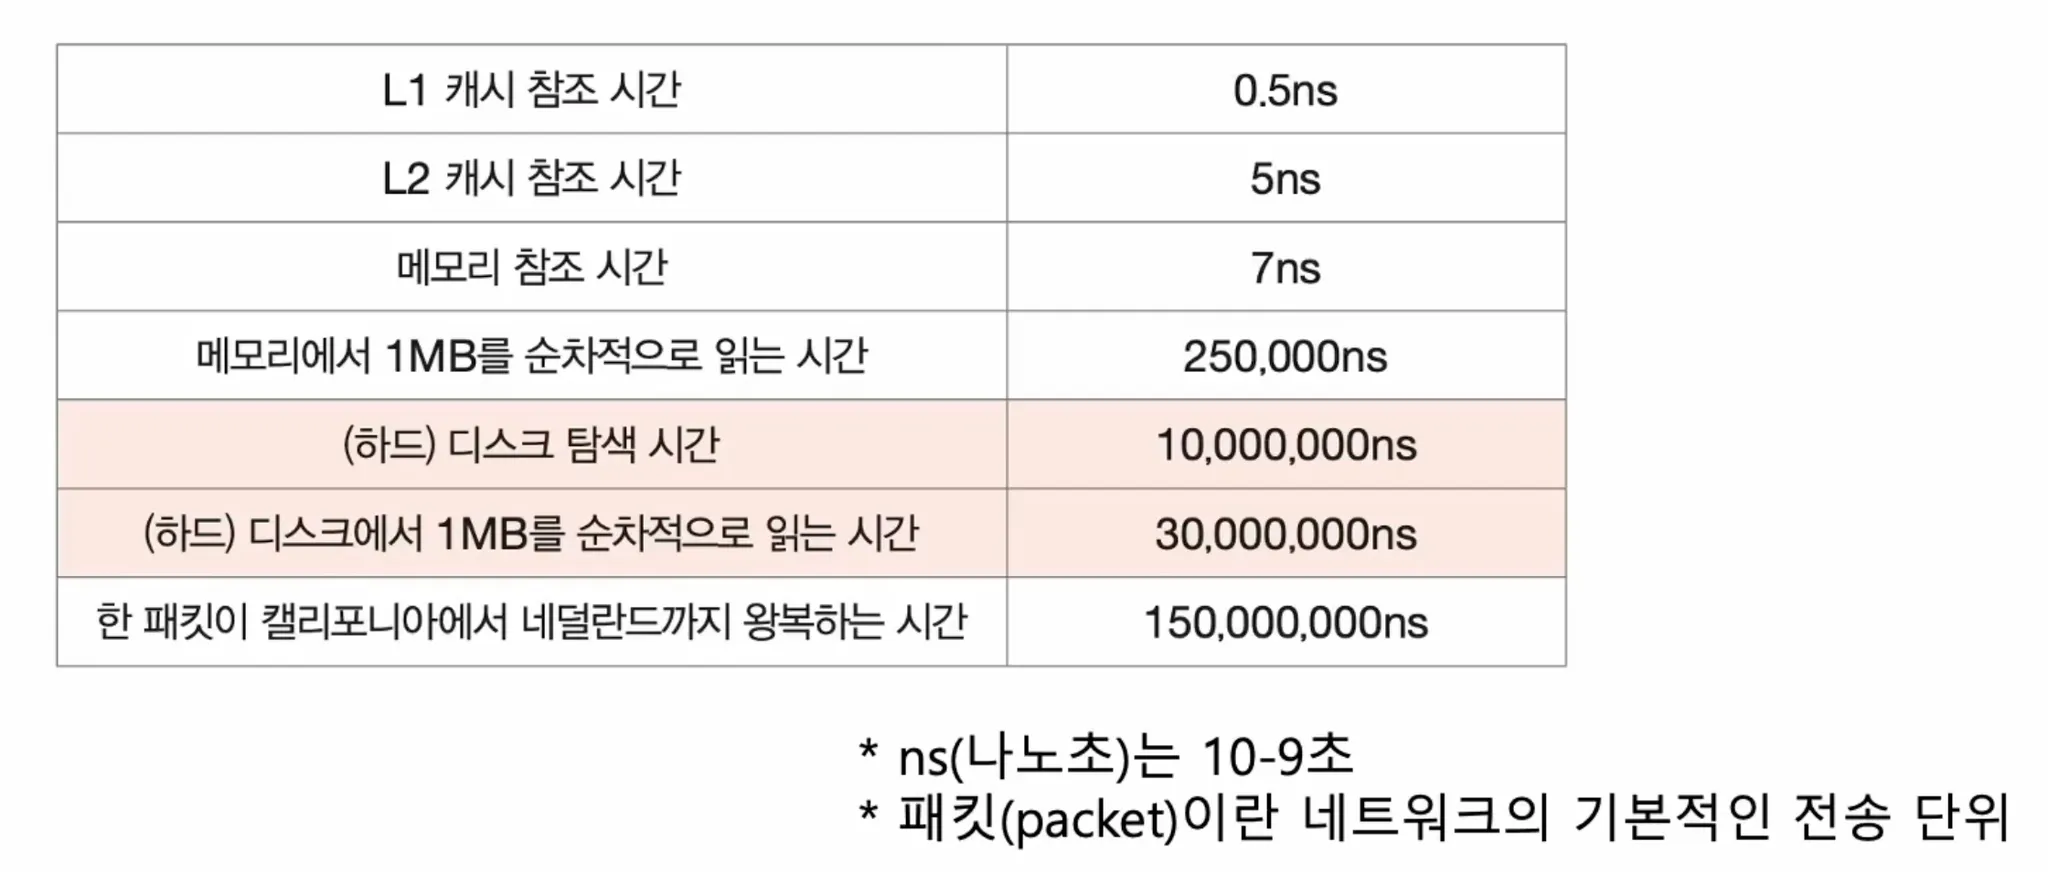 L1 캐시 참조 시간 0.5ns
L2 캐시 참조 시간 5ns
메모리 참조 시간 7ns
메모리에서 1MB를 순차적으로 읽는 시간 250,000ns
(하드) 디스크 탐색 시간 10,000,000ns
(하드) 디스크에서 1MB를 순차적으로 읽는 시간 30,000,000ns
한 패킷이 캘리포니아에서 네덜란드까지 왕복하는 시간 150,000,000ns
* ns(나노초)는 10-9초
* 패킷(packet)이란 네트워크의 기본적인 전송 단위